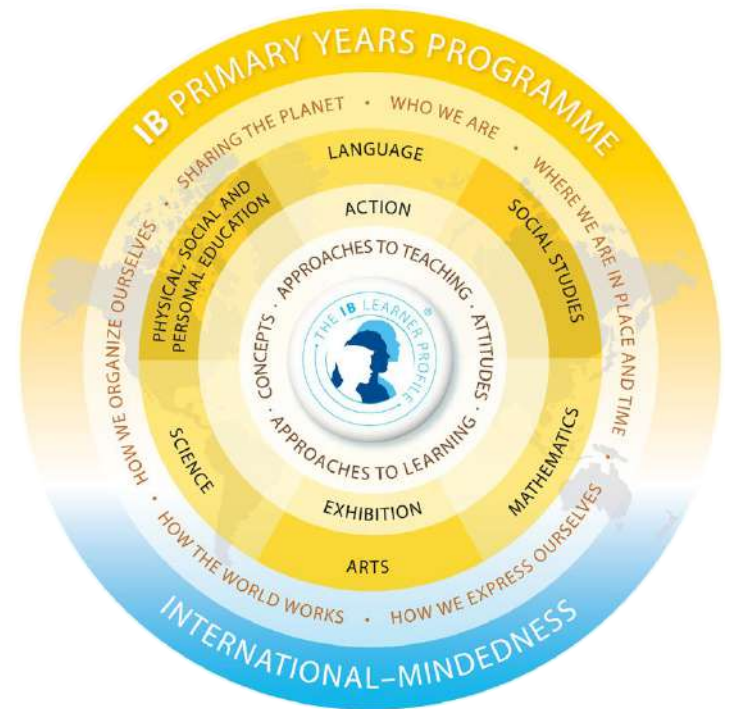 IB PRIMARY YEARS PROGRAMME
SHARING THE PLANET • WHO WE ARE • WHERE WE ARE IN PLACE AND TIME • HOW WE EXPRESS OURSELVES • HOW THE WORLD WORKS • HOW WE ORGANIZE OURSELVES •
LANGUAGE
SOCIAL STUDIES
MATHEMATICS
ARTS
SCIENCE
PHYSICAL, SOCIAL AND
PERSONAL EDUCATION
ACTION
EXHIBITION
APPROACHES TO TEACHING · ATTITUDES · APPROACHES TO LEARNING · CONCEPTS ·
• THE IB LEARNER PROFILE • ®
INTERNATIONAL–MINDEDNESS